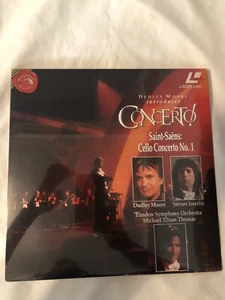 DUDLEY MOORE
introduces
CONCERTO!
Saint-Saëns:
Cello Concerto No. 1
Dudley Moore
Steven Isserlis
London Symphony Orchestra
Michael Tilson Thomas